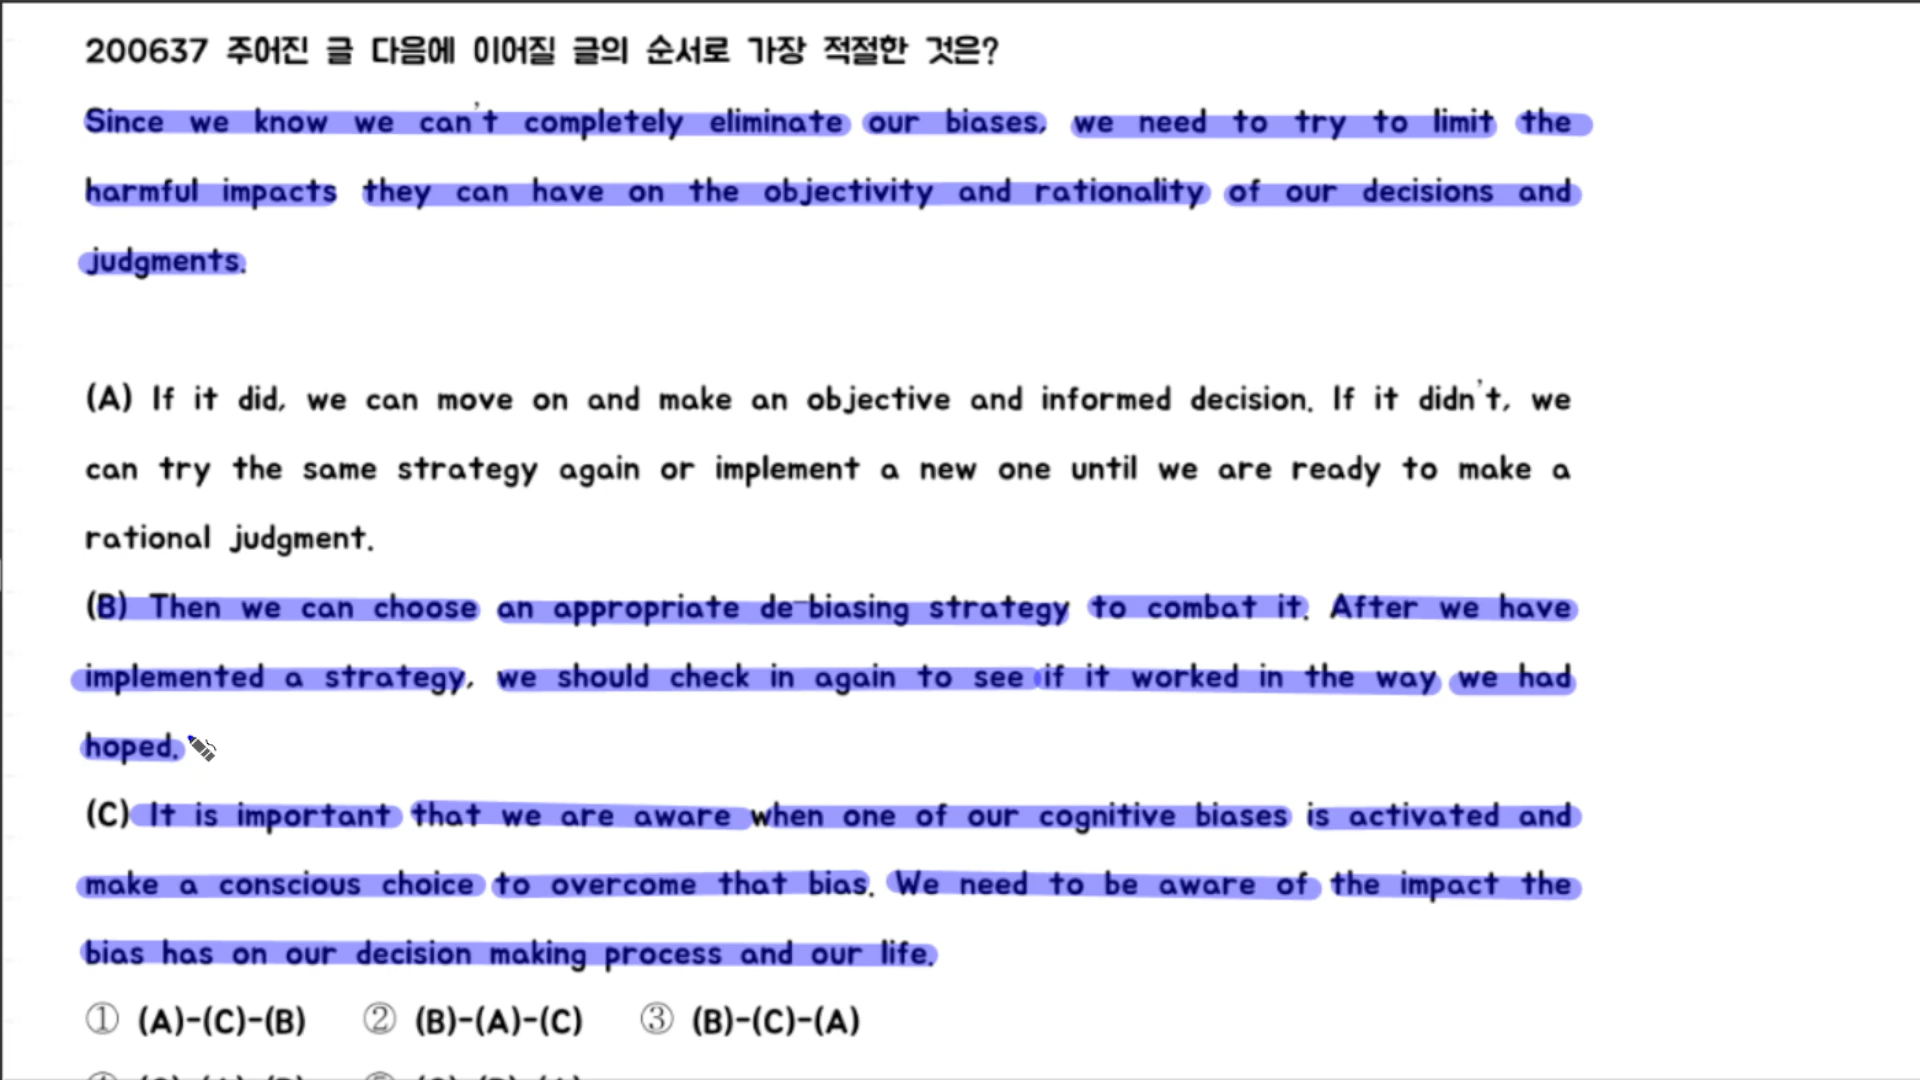 200637 주어진 글 다음에 이어질 글의 순서로 가장 적절한 것은?
Since we know we can't completely eliminate our biases, we need to try to limit the
harmful impacts they can have on the objectivity and rationality of our decisions and
judgments.
(A) If it did, we can move on and make an objective and informed decision. If it didn't, we
can try the same strategy again or implement a new one until we are ready to make a
rational judgment.
(B) Then we can choose an appropriate de-biasing strategy to combat it. After we have
implemented a strategy, we should check in again to see if it worked in the way we had
hoped.
(C) It is important that we are aware when one of our cognitive biases is activated and
make a conscious choice to overcome that bias. We need to be aware of the impact the
bias has on our decision making process and our life.
① (A)-(C)-(B) ② (B)-(A)-(C) ③ (B)-(C)-(A)